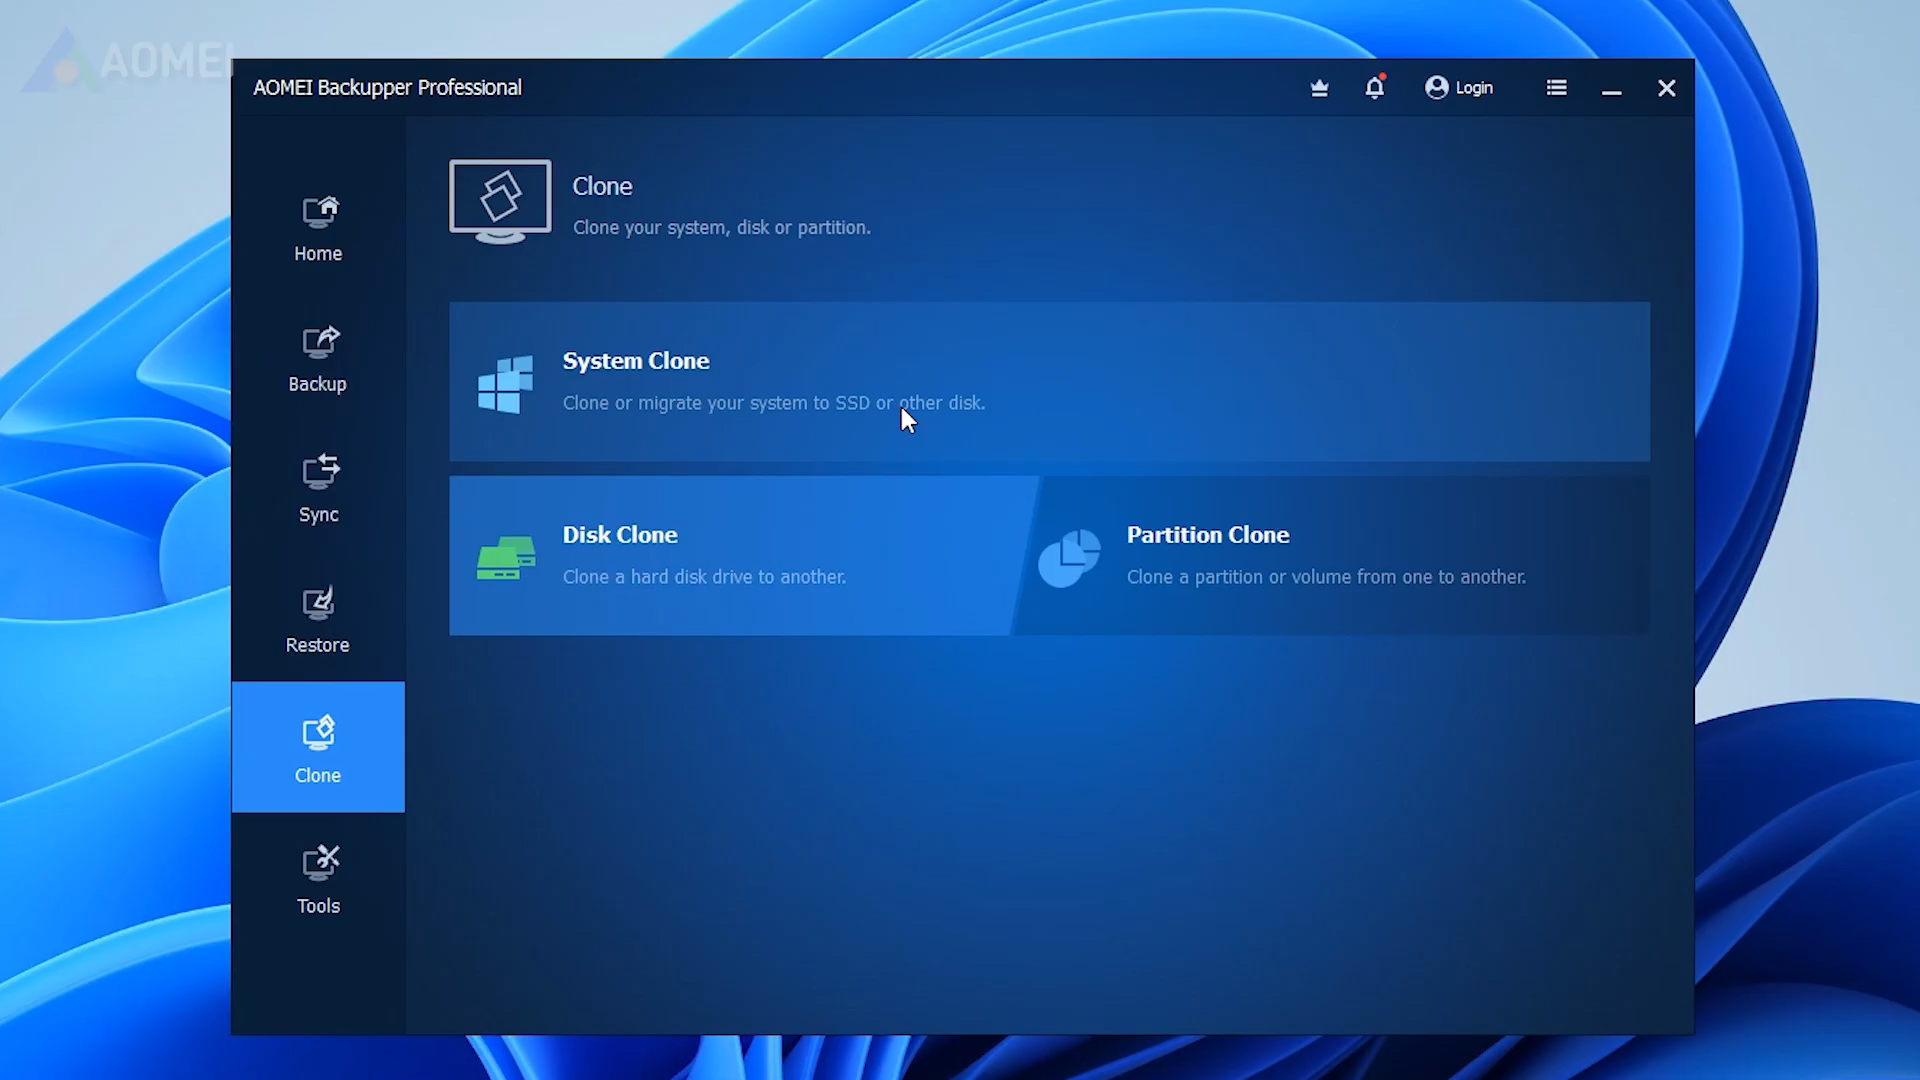 AOMEI
AOMEI Backupper Professional
Login
Home
Backup
Sync
Restore
Clone
Tools
Clone
Clone your system, disk or partition.
System Clone
Clone or migrate your system to SSD or other disk.
Disk Clone
Clone a hard disk drive to another.
Partition Clone
Clone a partition or volume from one to another.